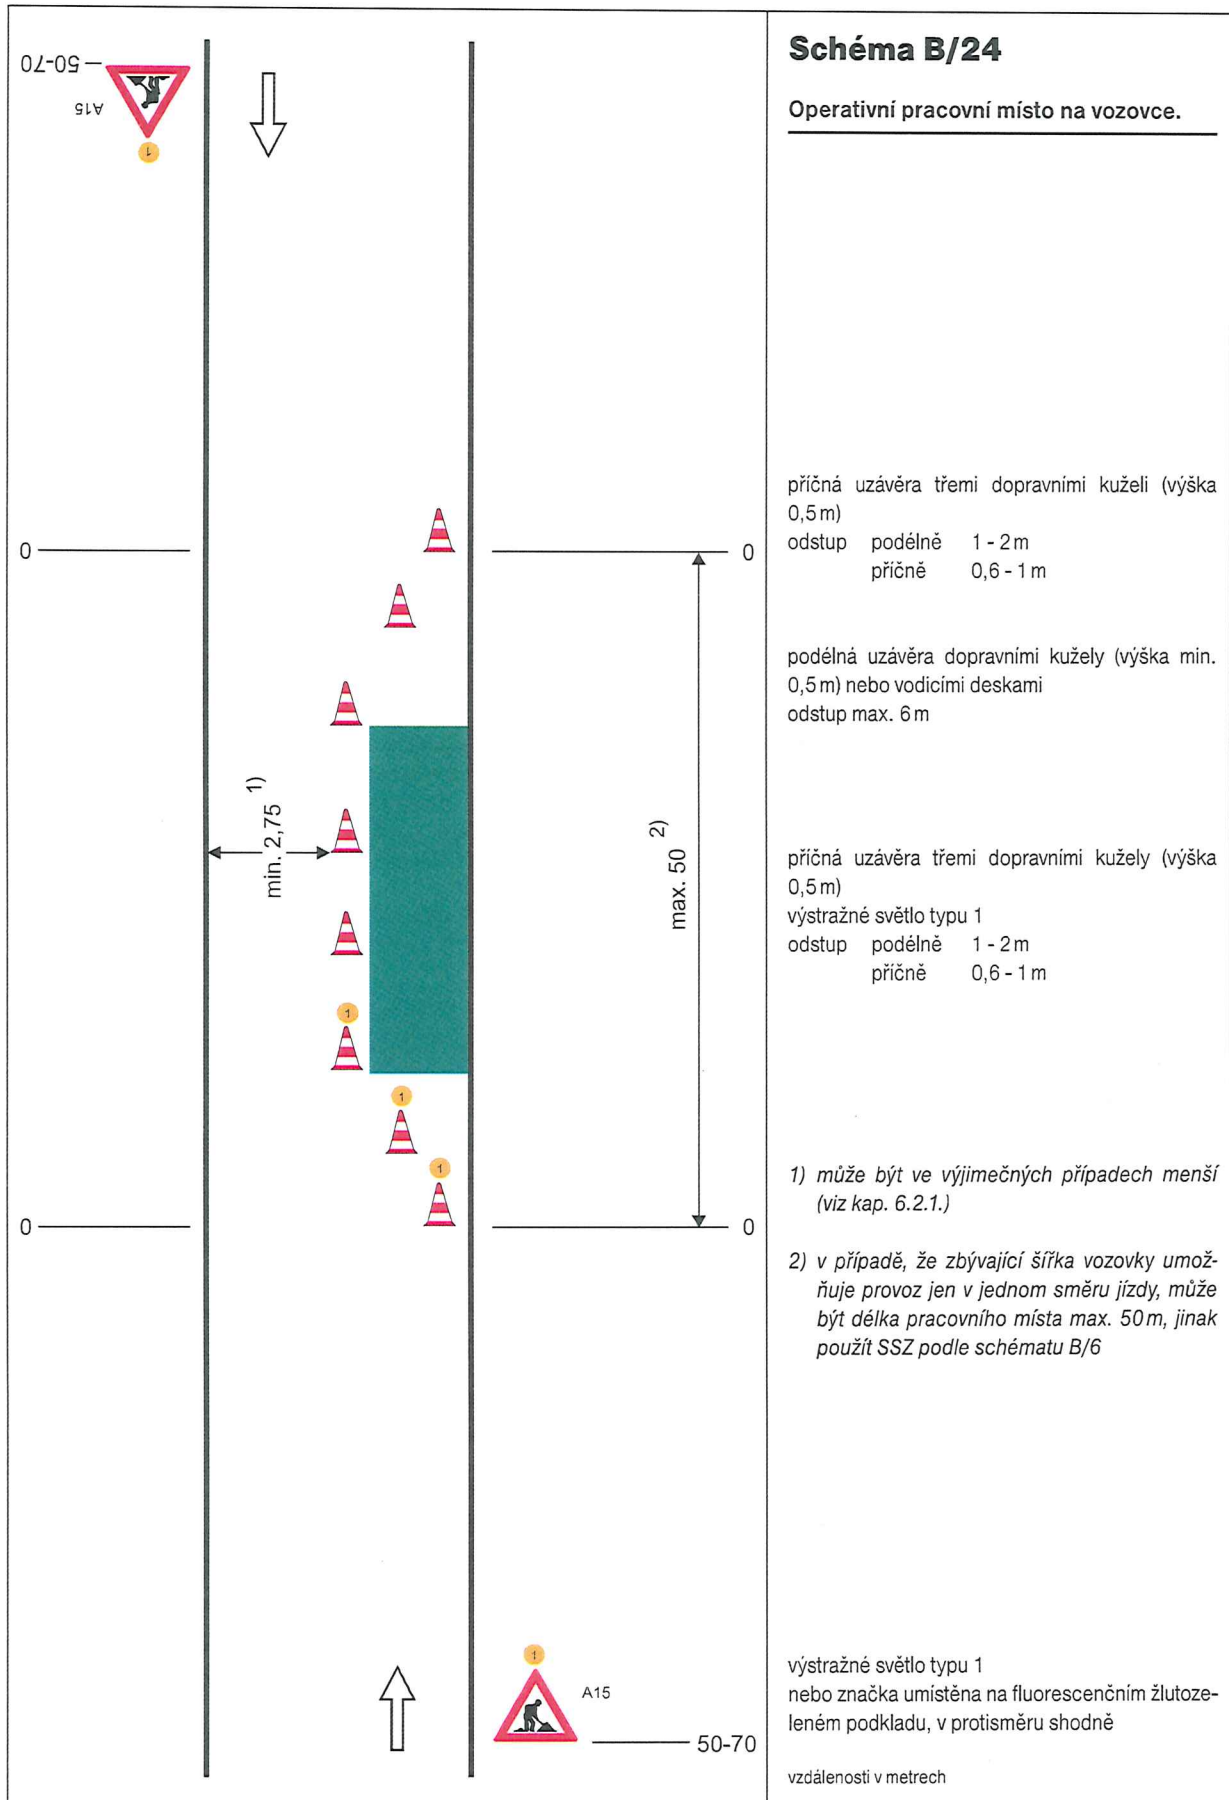 Schéma B/24
Operativní pracovní místo na vozovce.
50-70
A15
1
příčná uzávěra třemi dopravními kuželi (výška
0,5 m)
odstup podélně 1 - 2 m
příčně 0,6 - 1 m
0
0
podélná uzávěra dopravními kužely (výška min.
0,5 m) nebo vodicími deskami
odstup max. 6 m
min. 2,75 1)
max. 50 2)
příčná uzávěra třemi dopravními kužely (výška
0,5 m)
výstražné světlo typu 1
odstup podélně 1 - 2 m
příčně 0,6 - 1 m
1
1
1
0
0
1) může být ve výjimečných případech menší
(viz kap. 6.2.1.)
2) v případě, že zbývající šířka vozovky umož-
ňuje provoz jen v jednom směru jízdy, může
být délka pracovního místa max. 50 m, jinak
použít SSZ podle schématu B/6
1
A15
50-70
výstražné světlo typu 1
nebo značka umístěna na fluorescenčním žlutoze-
leném podkladu, v protisměru shodně
vzdálenosti v metrech